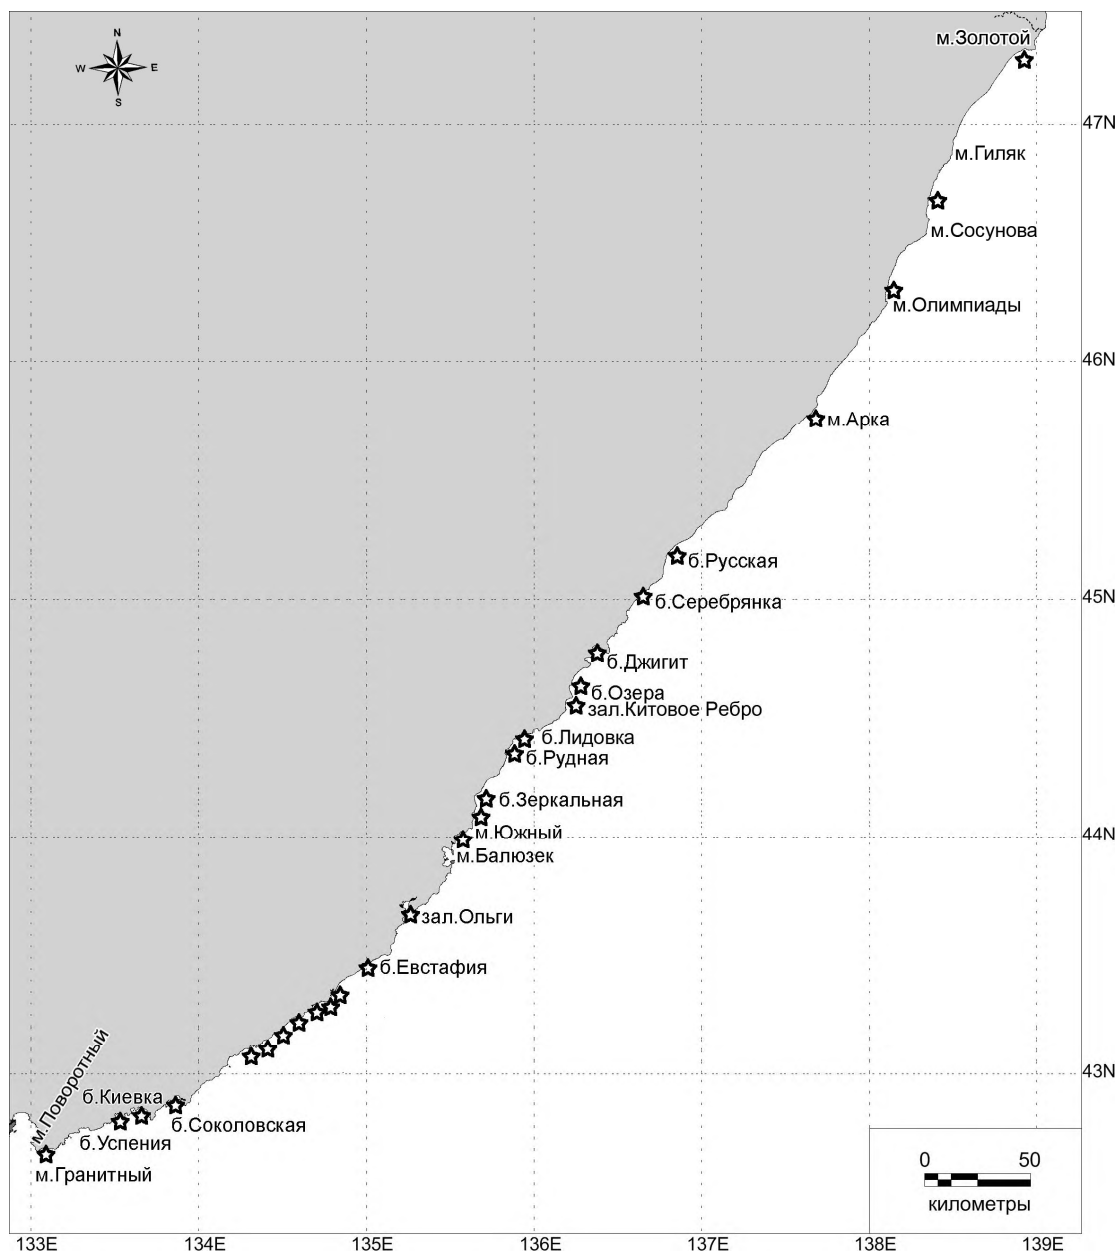 м.Золотой
N
W
E
S
47N
м.Гиляк
м.Сосунова
м.Олимпиады
46N
м.Арка
б.Русская
45N
б.Серебрянка
б.Джигит
б.Озера
зал.Китовое Ребро
б.Лидовка
б.Рудная
б.Зеркальная
м.Южный
44N
м.Балюзек
зал.Ольги
б.Евстафия
43N
м.Поворотный
б.Киевка
б.Соколовская
б.Успения
м.Гранитный
0 50
километры
133E 134E 135E 136E 137E 138E 139E